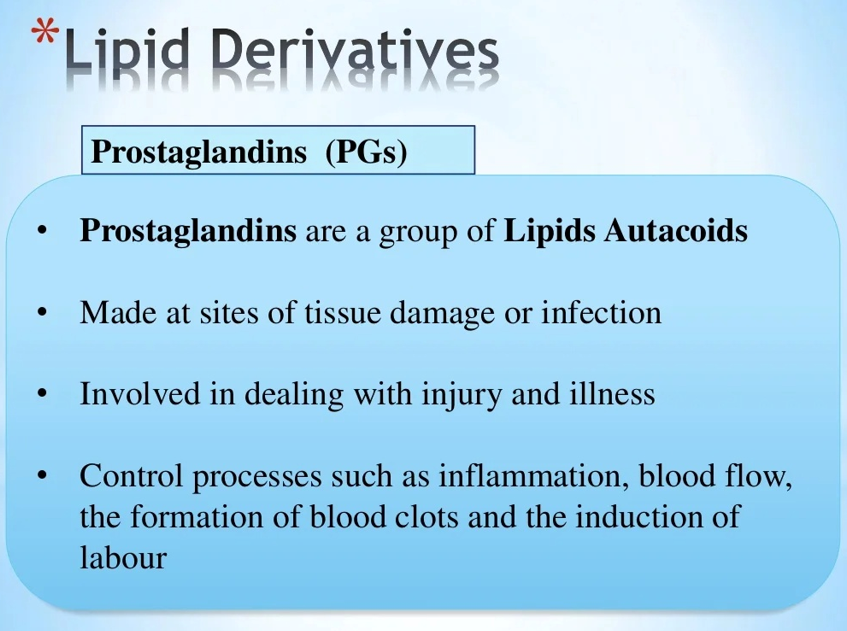 *Lipid Derivatives
Prostaglandins (PGs)
• Prostaglandins are a group of Lipids Autacoids
• Made at sites of tissue damage or infection
• Involved in dealing with injury and illness
• Control processes such as inflammation, blood flow,
the formation of blood clots and the induction of
labour